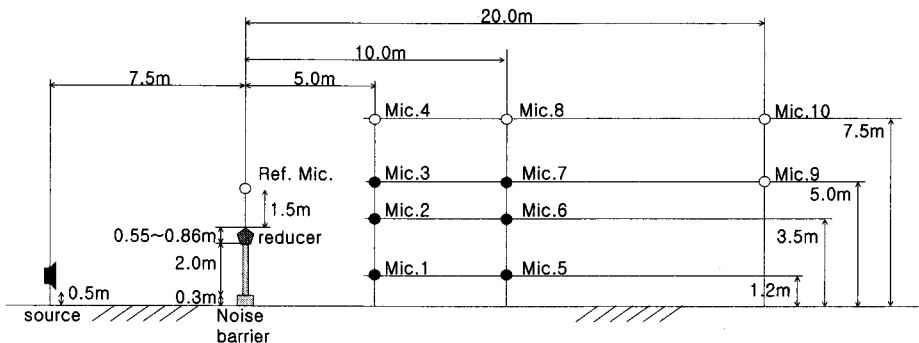 20.0m
10.0m
7.5m
5.0m
Mic.4
Mic.8
Mic.10
7.5m
Ref. Mic.
Mic.3
Mic.7
Mic.9
5.0m
1.5m
Mic.2
Mic.6
0.55~0.86m
reducer
3.5m
2.0m
Mic.1
Mic.5
0.5m
0.3m
1.2m
source
Noise
barrier